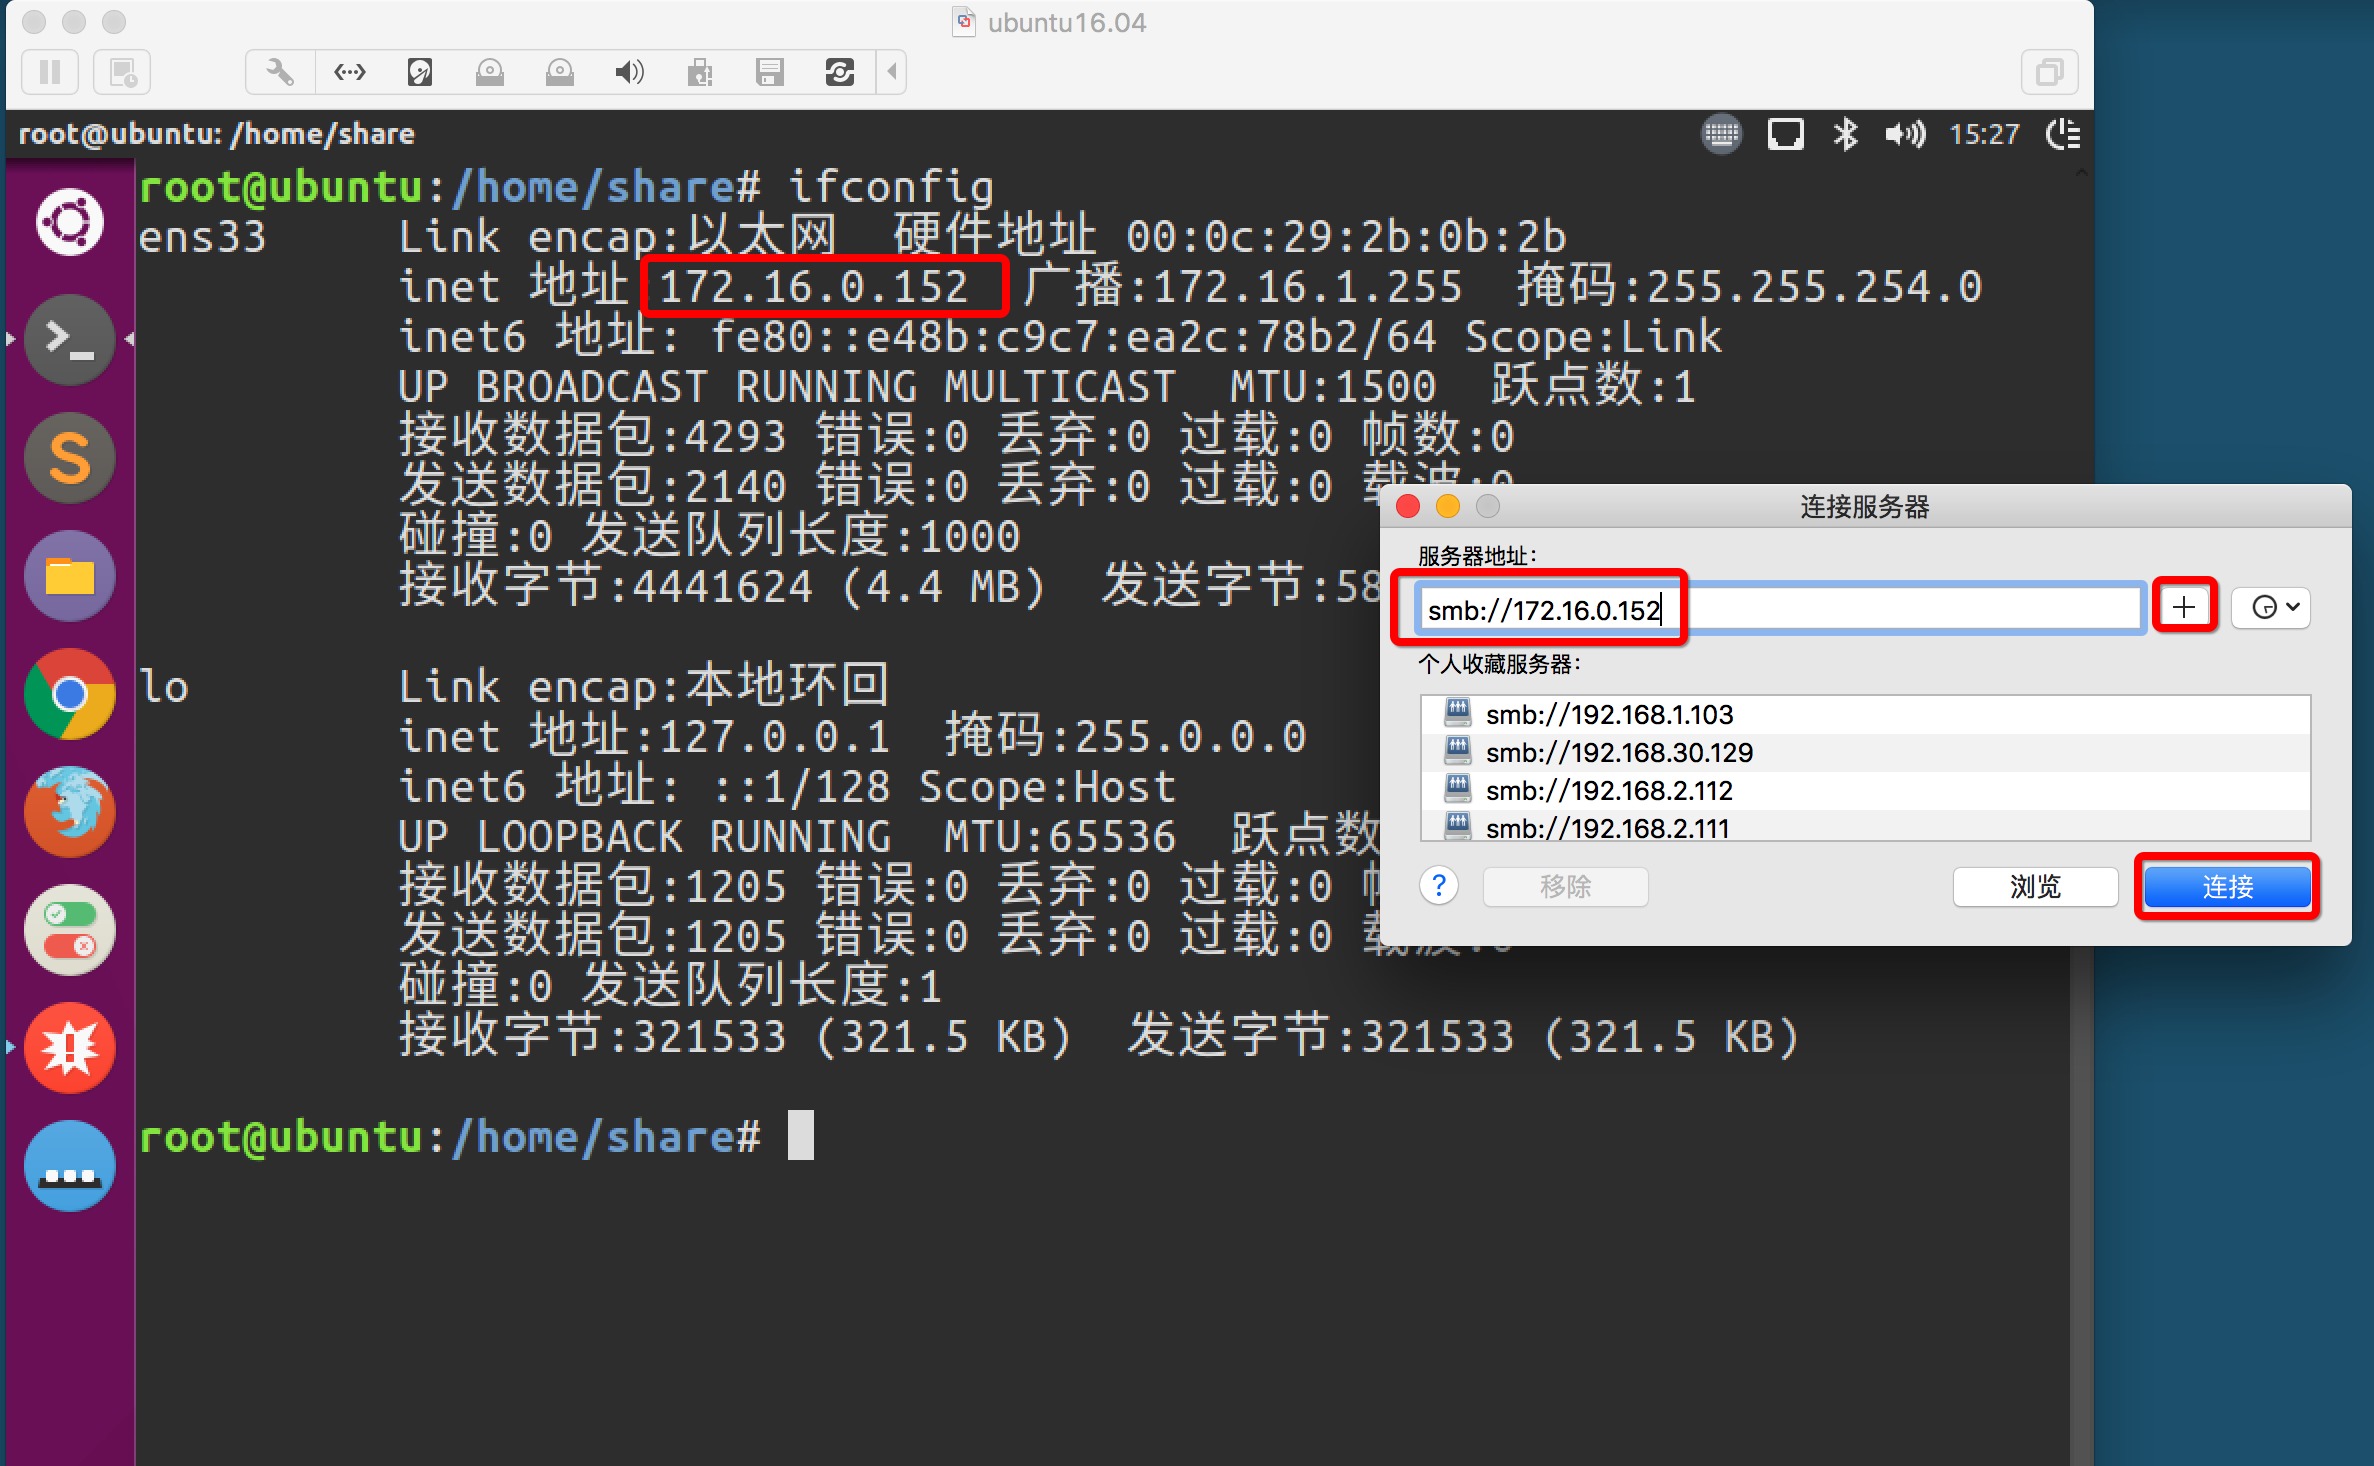 ubuntu16.04
root@ubuntu: /home/share
15:27
root@ubuntu:/home/share# ifconfig
ens33 Link encap:以太网 硬件地址 00:0c:29:2b:0b:2b
inet 地址:172.16.0.152 广播:172.16.1.255 掩码:255.255.254.0
inet6 地址: fe80::e48b:c9c7:ea2c:78b2/64 Scope:Link
UP BROADCAST RUNNING MULTICAST MTU:1500 跃点数:1
接收数据包:4293 错误:0 丢弃:0 过载:0 帧数:0
发送数据包:2140 错误:0 丢弃:0 过载:0 载波:0
碰撞:0 发送队列长度:1000
接收字节:4441624 (4.4 MB) 发送字节:58
lo Link encap:本地环回
inet 地址:127.0.0.1 掩码:255.0.0.0
inet6 地址: ::1/128 Scope:Host
UP LOOPBACK RUNNING MTU:65536 跃点数
接收数据包:1205 错误:0 丢弃:0 过载:0
发送数据包:1205 错误:0 丢弃:0 过载:0 载波:0
碰撞:0 发送队列长度:1
接收字节:321533 (321.5 KB) 发送字节:321533 (321.5 KB)
root@ubuntu:/home/share#
连接服务器
服务器地址:
smb://172.16.0.152
个人收藏服务器:
smb://192.168.1.103
smb://192.168.30.129
smb://192.168.2.112
smb://192.168.2.111
?
移除
浏览
连接